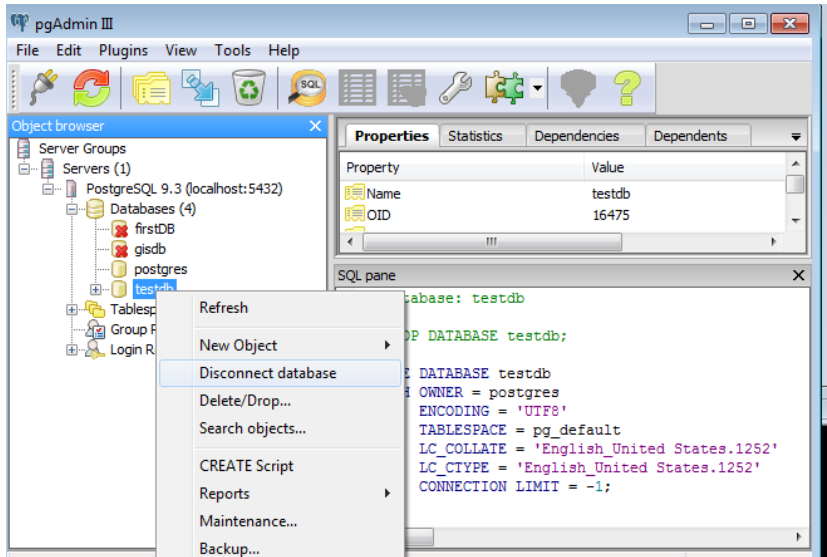 pgAdmin III
File Edit Plugins View Tools Help
SQL
Object browser
Server Groups
Servers (1)
PostgreSQL 9.3 (localhost:5432)
Databases (4)
firstDB
gisdb
postgres
testdb
Tablesp
Group R
Login R
Refresh
New Object
Disconnect database
Delete/Drop...
Search objects...
CREATE Script
Reports
Maintenance...
Backup...
Properties Statistics Dependencies Dependents
Property Value
Name testdb
OID 16475
SQL pane
tabase: testdb
OP DATABASE testdb;
E DATABASE testdb
H OWNER = postgres
ENCODING = 'UTF8'
TABLESPACE = pg_default
LC_COLLATE = 'English_United States.1252'
LC_CTYPE = 'English_United States.1252'
CONNECTION LIMIT = -1;